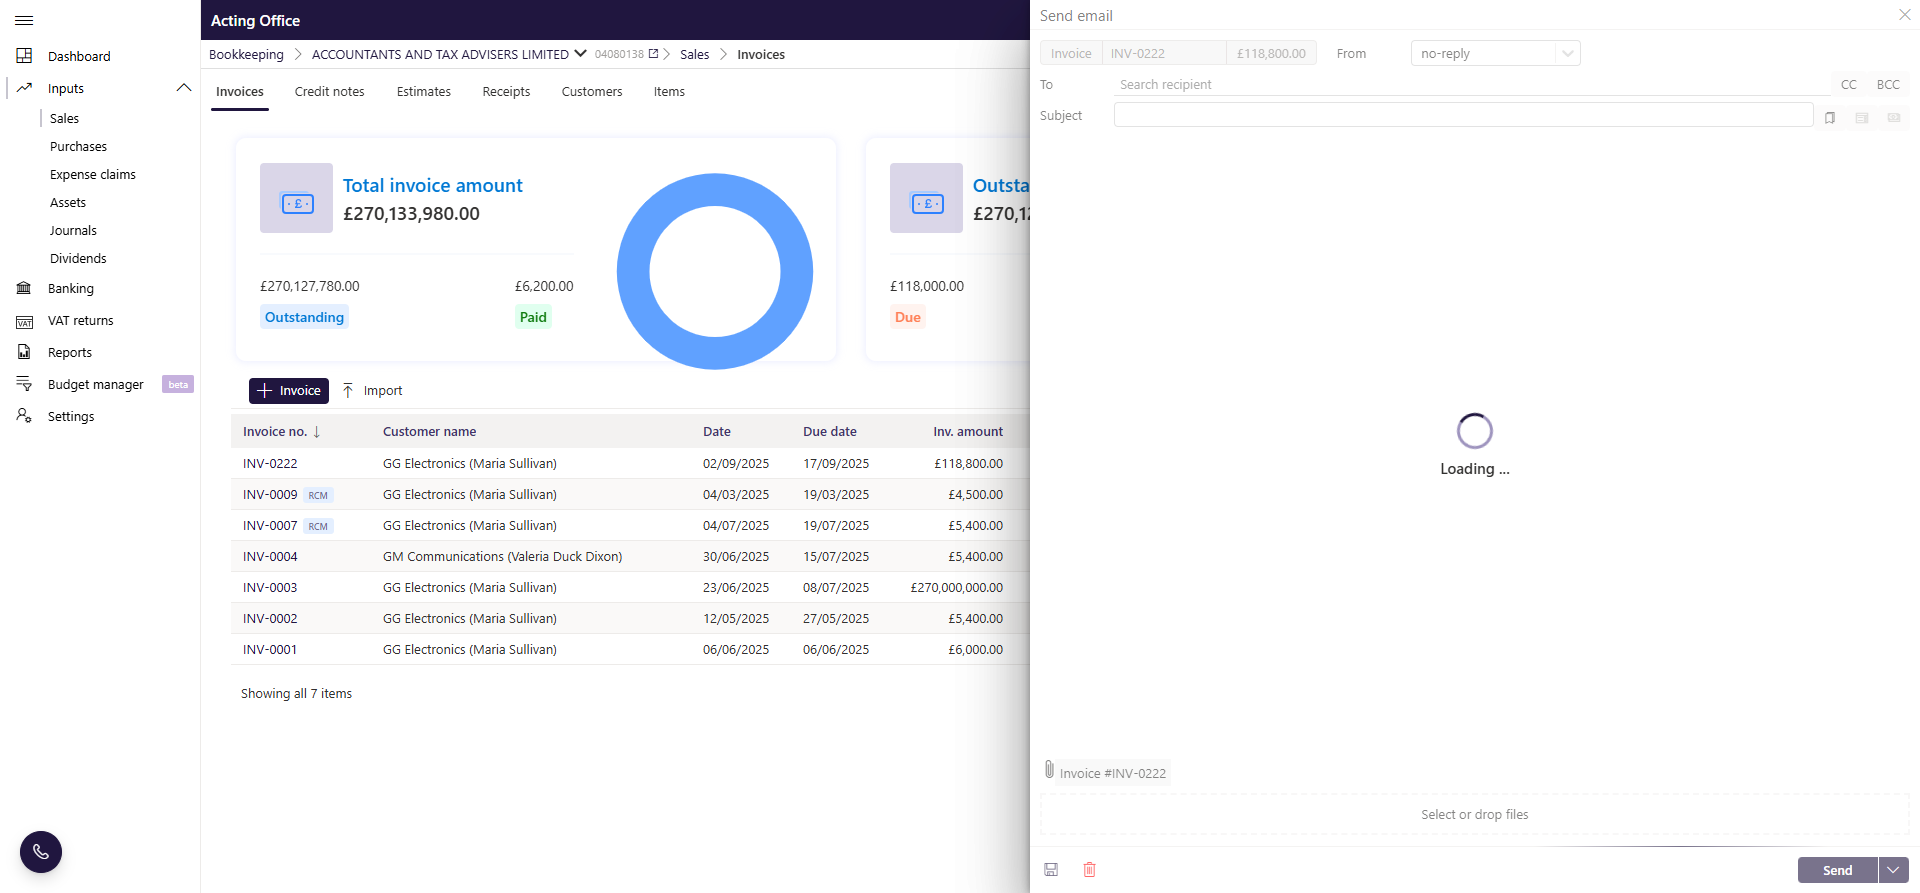 Acting Office
Dashboard
Inputs
Sales
Purchases
Expense claims
Assets
Journals
Dividends
Banking
VAT returns
Reports
Budget manager beta
Settings
Bookkeeping ACCOUNTANTS AND TAX ADVISERS LIMITED 04080138 Sales Invoices
Invoices Credit notes Estimates Receipts Customers Items
Total invoice amount
£270,133,980.00
£270,127,780.00 £6,200.00
Outstanding Paid
Outsta
£270,12
£118,000.00
Due
Invoice Import
Invoice no. ↓ Customer name Date Due date Inv. amount
INV-0222 GG Electronics (Maria Sullivan) 02/09/2025 17/09/2025 £118,800.00
INV-0009 RCM GG Electronics (Maria Sullivan) 04/03/2025 19/03/2025 £4,500.00
INV-0007 RCM GG Electronics (Maria Sullivan) 04/07/2025 19/07/2025 £5,400.00
INV-0004 GM Communications (Valeria Duck Dixon) 30/06/2025 15/07/2025 £5,400.00
INV-0003 GG Electronics (Maria Sullivan) 23/06/2025 08/07/2025 £270,000,000.00
INV-0002 GG Electronics (Maria Sullivan) 12/05/2025 27/05/2025 £5,400.00
INV-0001 GG Electronics (Maria Sullivan) 06/06/2025 06/06/2025 £6,000.00
Showing all 7 items
Send email
Invoice INV-0222 £118,800.00 From no-reply
To Search recipient CC BCC
Subject
Loading ...
Invoice #INV-0222
Select or drop files
Send